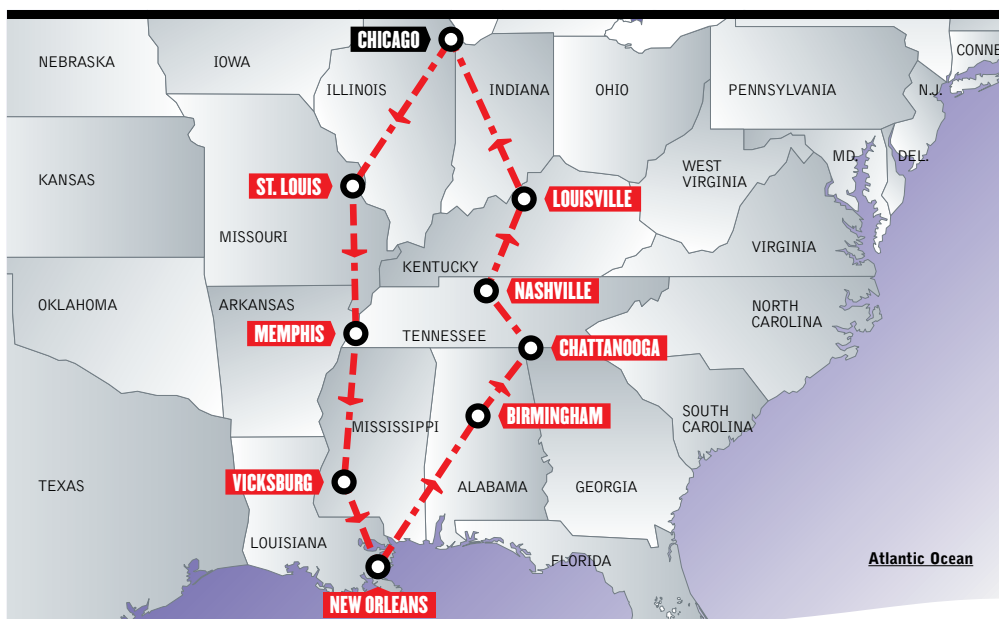 CHICAGO
NEBRASKA
IOWA
ILLINOIS
INDIANA
OHIO
PENNSYLVANIA
N.J.
CONNE
KANSAS
ST. LOUIS
MISSOURI
LOUISVILLE
WEST
VIRGINIA
MD.
DEL.
VIRGINIA
KENTUCKY
NASHVILLE
OKLAHOMA
ARKANSAS
MEMPHIS
TENNESSEE
CHATTANOOGA
NORTH
CAROLINA
MISSISSIPPI
BIRMINGHAM
SOUTH
CAROLINA
TEXAS
VICKSBURG
ALABAMA
GEORGIA
LOUISIANA
FLORIDA
Atlantic Ocean
NEW ORLEANS